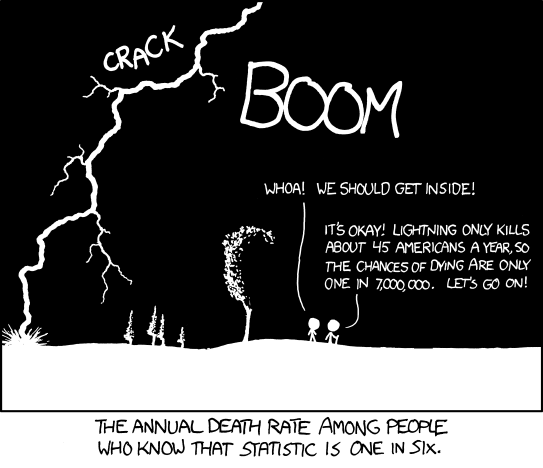 CRACK
BOOM
WHOA! WE SHOULD GET INSIDE!
IT'S OKAY! LIGHTNING ONLY KILLS
ABOUT 45 AMERICANS A YEAR, SO
THE CHANCES OF DYING ARE ONLY
ONE IN 7,000,000. LET'S GO ON!
THE ANNUAL DEATH RATE AMONG PEOPLE
WHO KNOW THAT STATISTIC IS ONE IN SIX.